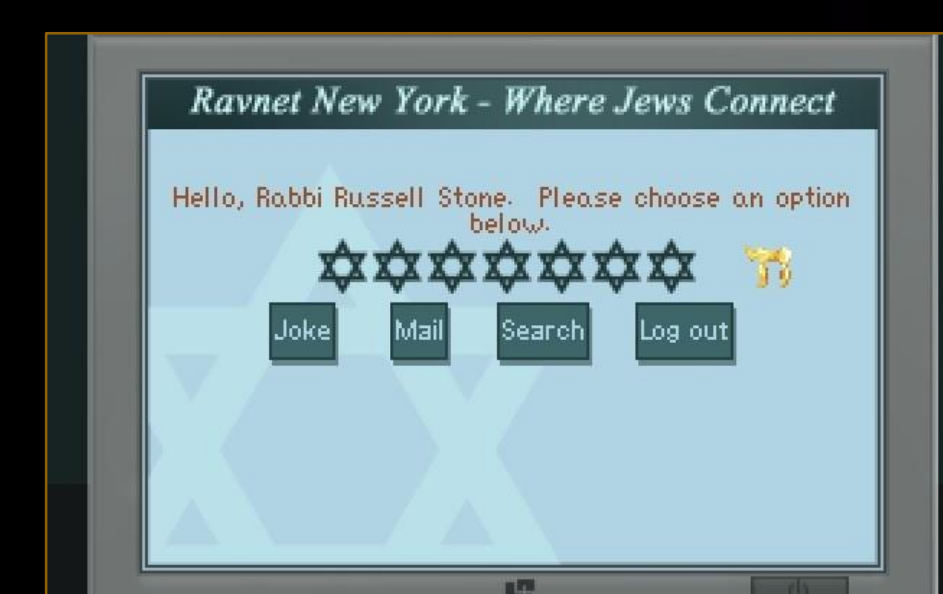 Ravnet New York - Where Jews Connect
Hello, Rabbi Russell Stone. Please choose an option
below.
חי
Joke Mail Search Log out